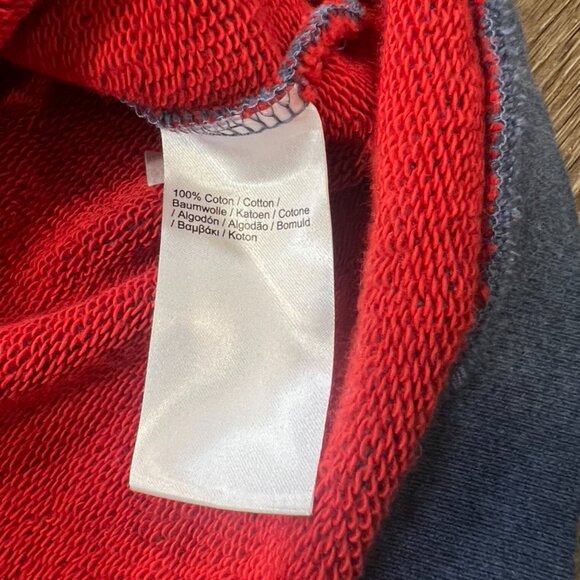 100% Coton / Cotton /
Baumwolle / Katoen / Cotone
/ Algodón / Algodão / Bomuld
/ Βαμβάκι / Koton